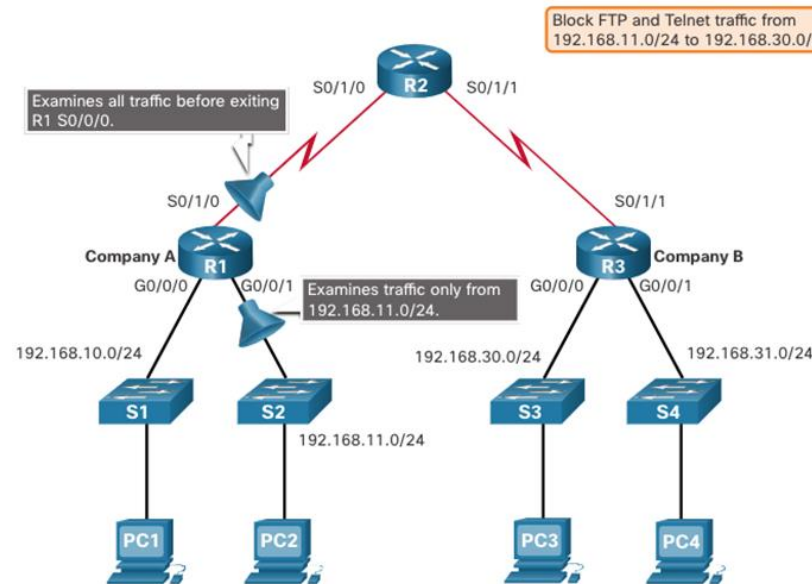 Block FTP and Telnet traffic from
192.168.11.0/24 to 192.168.30.0/
R2
S0/1/0
S0/1/1
Examines all traffic before exiting
R1 S0/0/0.
S0/1/0
S0/1/1
Company A
R1
R3
Company B
G0/0/0
G0/0/1
G0/0/0
G0/0/1
Examines traffic only from
192.168.11.0/24.
192.168.10.0/24
192.168.30.0/24
192.168.31.0/24
S1
S2
S3
S4
192.168.11.0/24
PC1
PC2
PC3
PC4